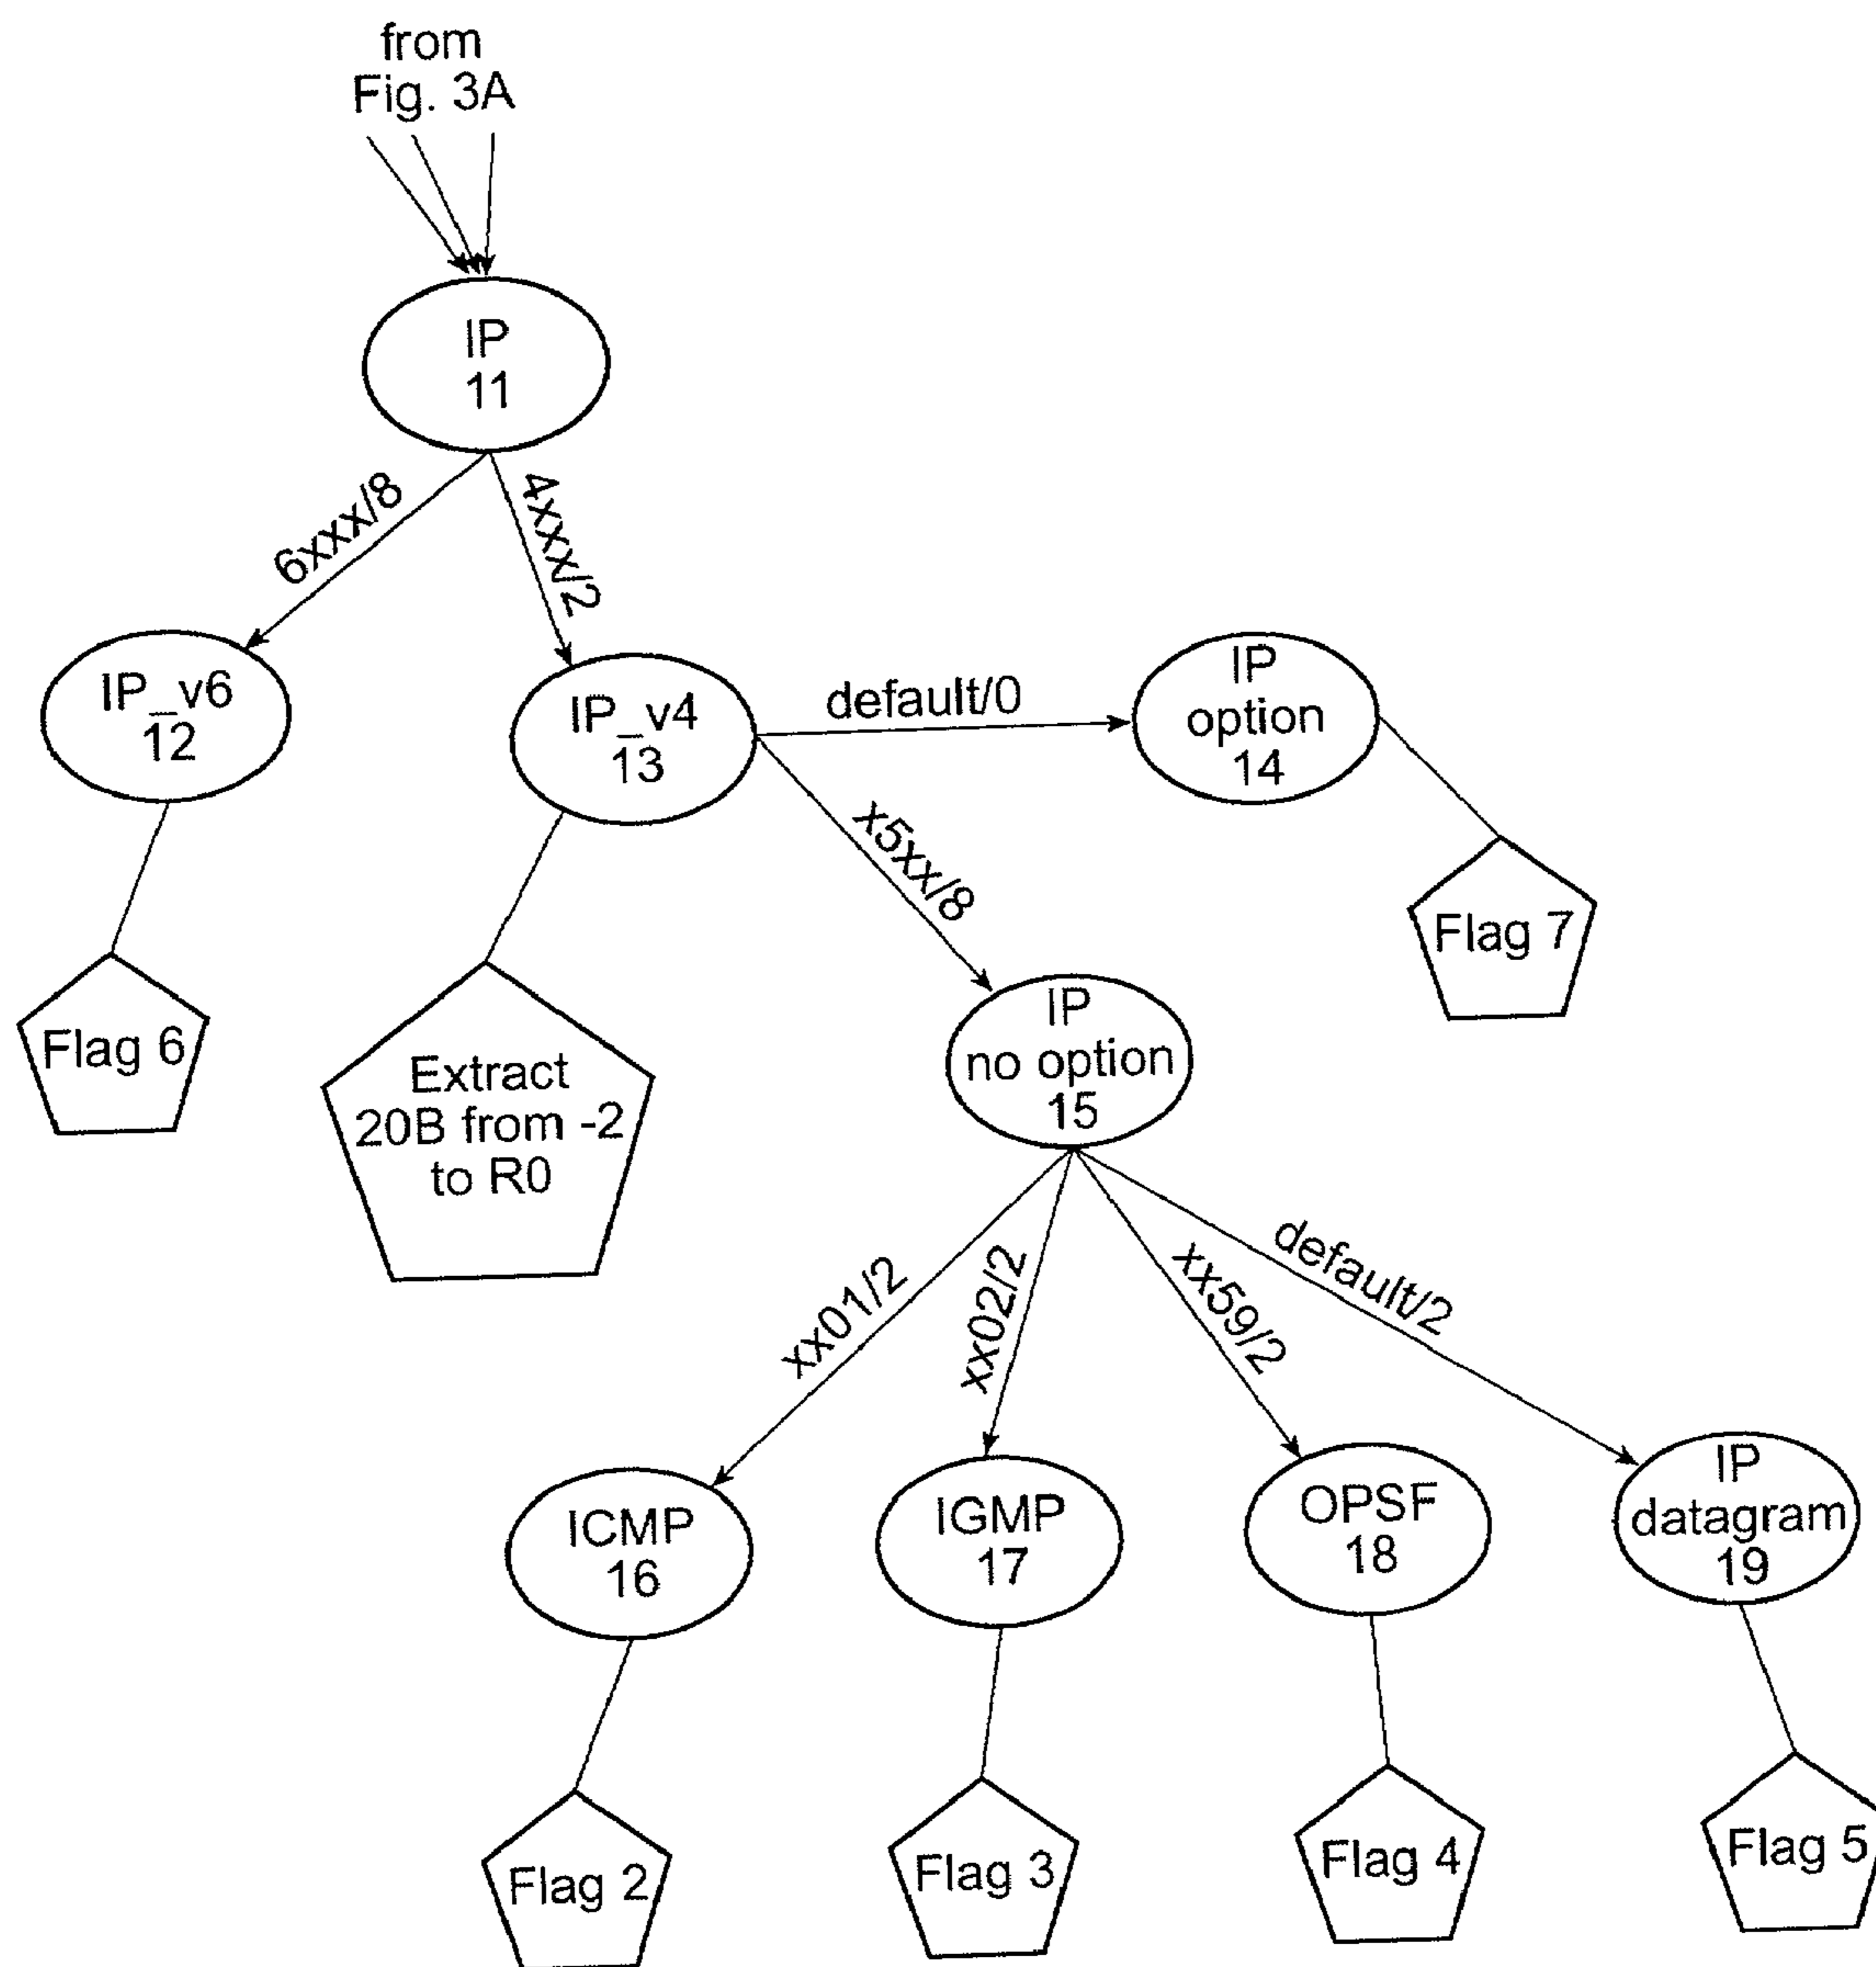 from
Fig. 3A
IP
11
6xxx/8
4xxx/2
IP_v6
12
IP_v4
13
default/0
IP
option
14
x5xx/8
Flag 7
Flag 6
Extract
20B from -2
to R0
IP
no option
15
xx01/2
xx02/2
xx59/2
default/2
ICMP
16
IGMP
17
OPSF
18
IP
datagram
19
Flag 2
Flag 3
Flag 4
Flag 5